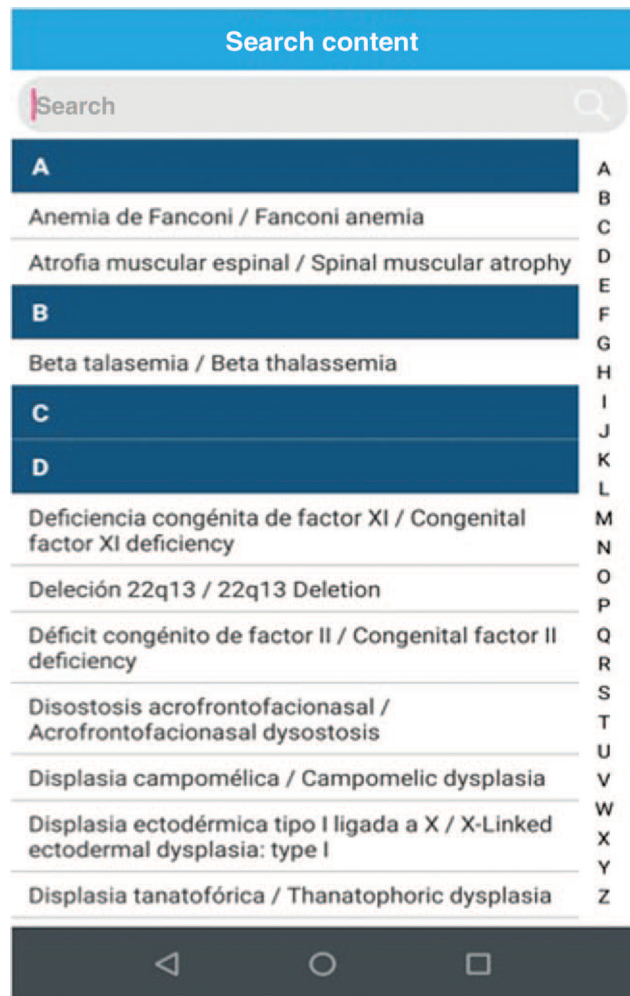 Search content
Search
A
Anemia de Fanconi / Fanconi anemia
Atrofia muscular espinal / Spinal muscular atrophy
B
Beta talasemia / Beta thalassemia
C
D
Deficiencia congénita de factor XI / Congenital
factor XI deficiency
Deleción 22q13 / 22q13 Deletion
Déficit congénito de factor II / Congenital factor II
deficiency
Disostosis acrofrontofacionasal /
Acrofrontofacionasal dysostosis
Displasia campomélica / Campomelic dysplasia
Displasia ectodérmica tipo I ligada a X / X-Linked
ectodermal dysplasia: type I
Displasia tanatofórica / Thanatophoric dysplasia
A
B
C
D
E
F
G
H
I
J
K
L
M
N
O
P
Q
R
S
T
U
V
W
X
Y
Z